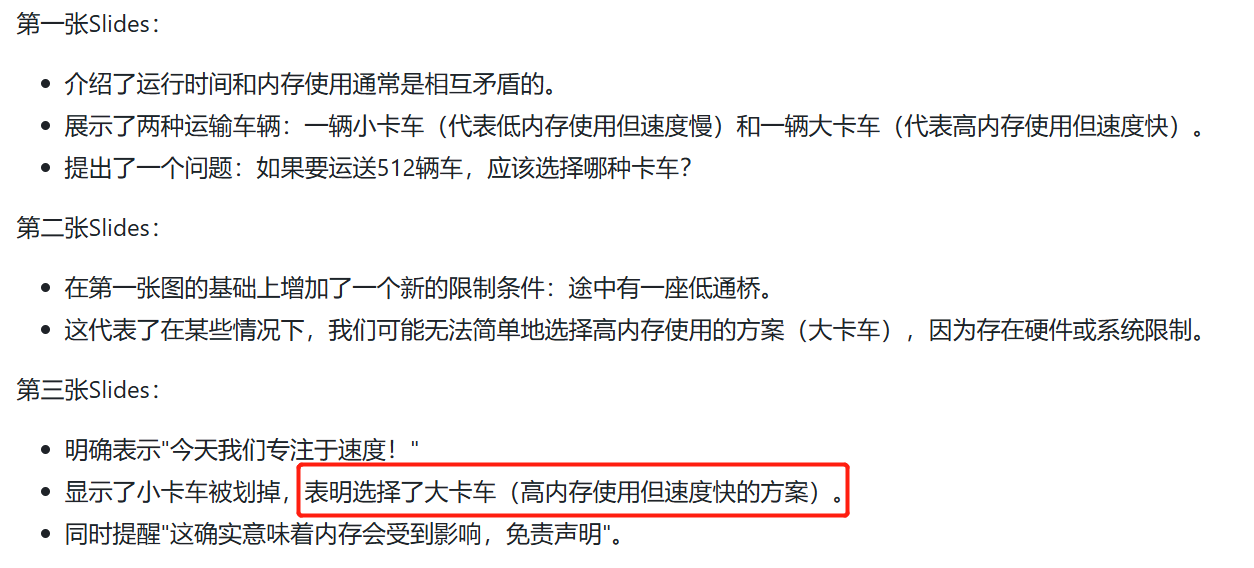 第一张Slides：
介绍了运行时间和内存使用通常是相互矛盾的。
展示了两种运输车辆：一辆小卡车（代表低内存使用但速度慢）和一辆大卡车（代表高内存使用但速度快）。
提出了一个问题：如果要运送512辆车，应该选择哪种卡车？
第二张Slides：
在第一张图的基础上增加了一个新的限制条件：途中有一座低通桥。
这代表了在某些情况下，我们可能无法简单地选择高内存使用的方案（大卡车），因为存在硬件或系统限制。
第三张Slides：
明确表示"今天我们专注于速度！"
显示了小卡车被划掉，表明选择了大卡车（高内存使用但速度快的方案）。
同时提醒"这确实意味着内存会受到影响，免责声明"。